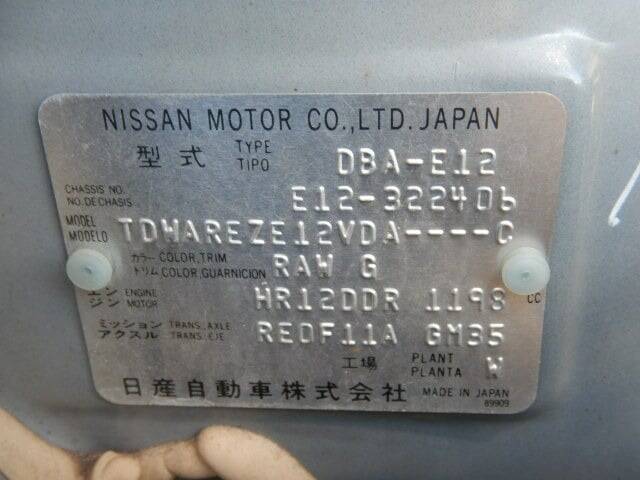 NISSAN MOTOR CO.,LTD. JAPAN
型式 TYPE TIPO DBA-E12
CHASSIS NO. NO.DECHASIS E12-322406
MODEL MODELO TDWAREZE12VDA----C
カラー COLOR,TRIM トリム COLOR,GUARNICION RAW G
エンジン ENGINE MOTOR HR12DDR 1198 CC
ミッション TRANS. AXLE アクスル TRANS. EJE RE0F11A GM35
工場 PLANT PLANTA W
日産自動車株式会社 MADE IN JAPAN
89909